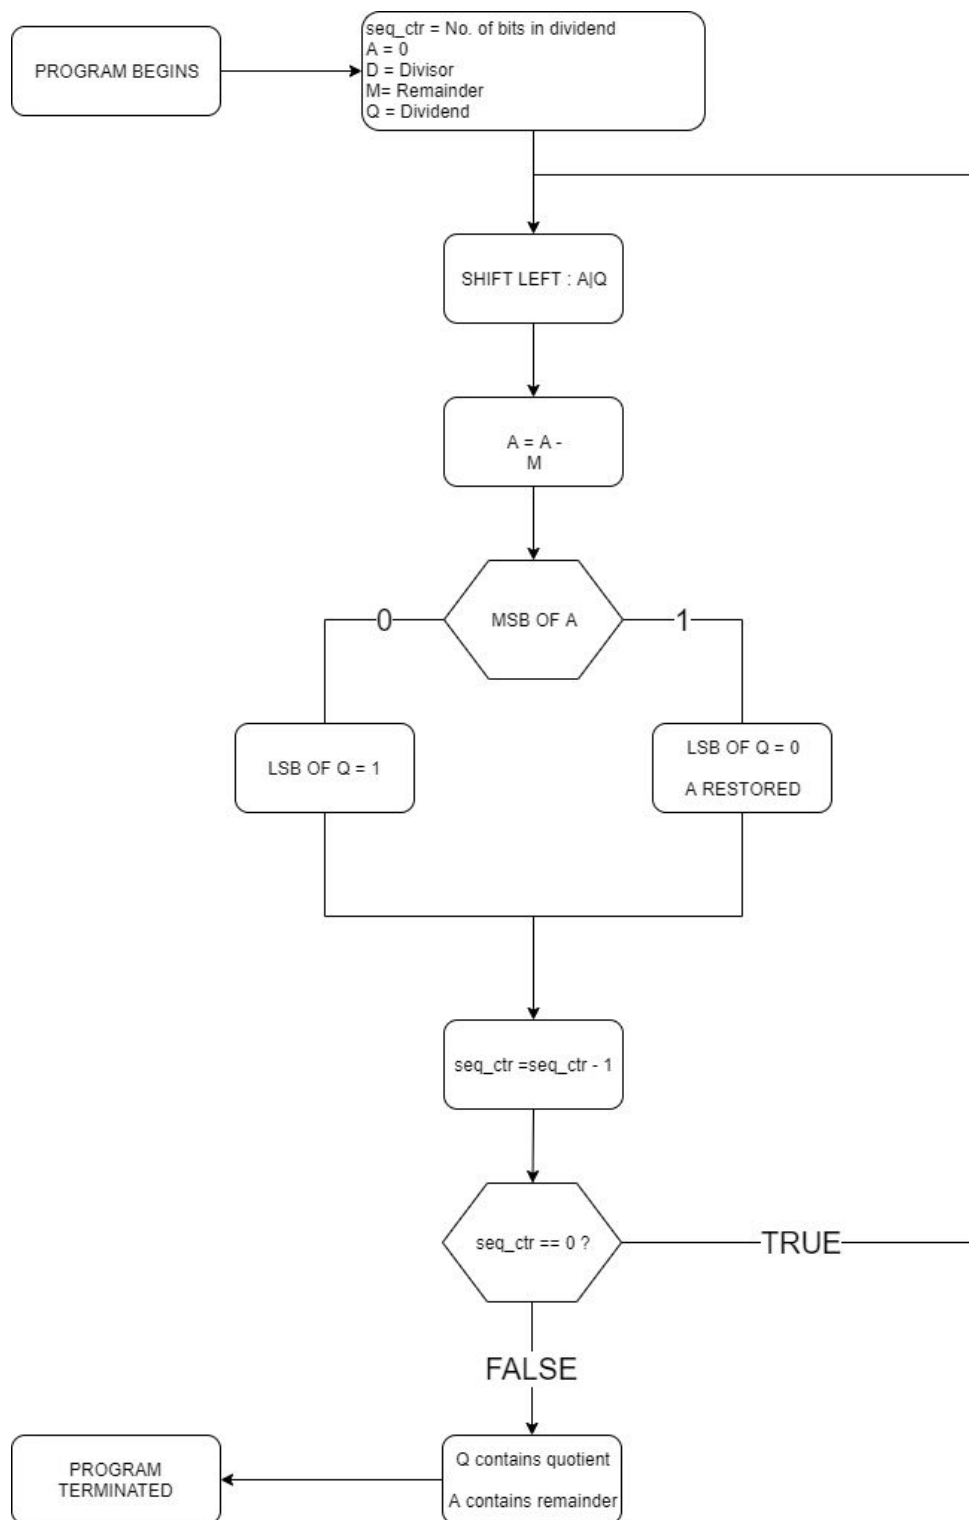 PROGRAM BEGINS
seq_ctr = No. of bits in dividend
A = 0
D = Divisor
M= Remainder
Q = Dividend
SHIFT LEFT : A|Q
A = A -
M
MSB OF A
0
1
LSB OF Q = 1
LSB OF Q = 0
A RESTORED
seq_ctr =seq_ctr - 1
seq_ctr == 0 ?
TRUE
FALSE
Q contains quotient
A contains remainder
PROGRAM
TERMINATED